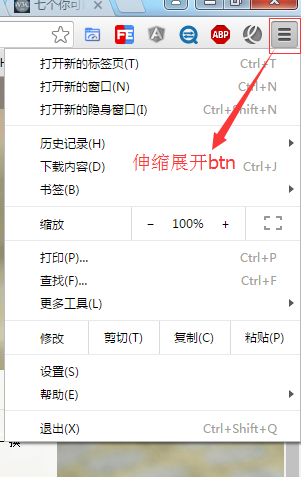 七个你可
ABP
FE
打开新的标签页(T) Ctrl+T
打开新的窗口(N) Ctrl+N
打开新的隐身窗口(I) Ctrl+Shift+N
历史记录(H)
下载内容(D) Ctrl+J
伸缩展开btn
书签(B)
缩放 − 100% +
打印(P)... Ctrl+P
查找(F)... Ctrl+F
更多工具(L)
修改 剪切(T) 复制(C) 粘贴(P)
设置(S)
帮助(E)
退出(X) Ctrl+Shift+Q
换